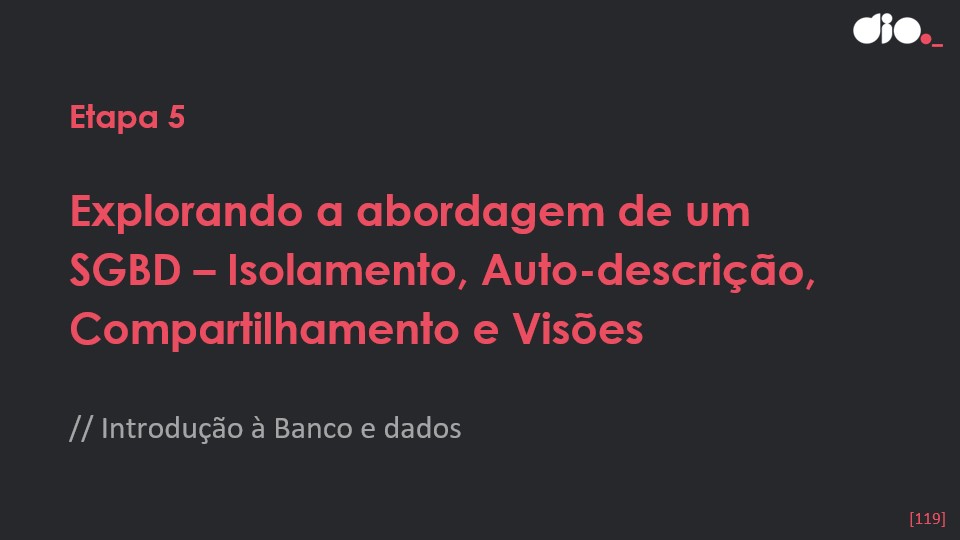 dio._
Etapa 5
Explorando a abordagem de um
SGBD – Isolamento, Auto-descrição,
Compartilhamento e Visões
// Introdução à Banco e dados
[119]